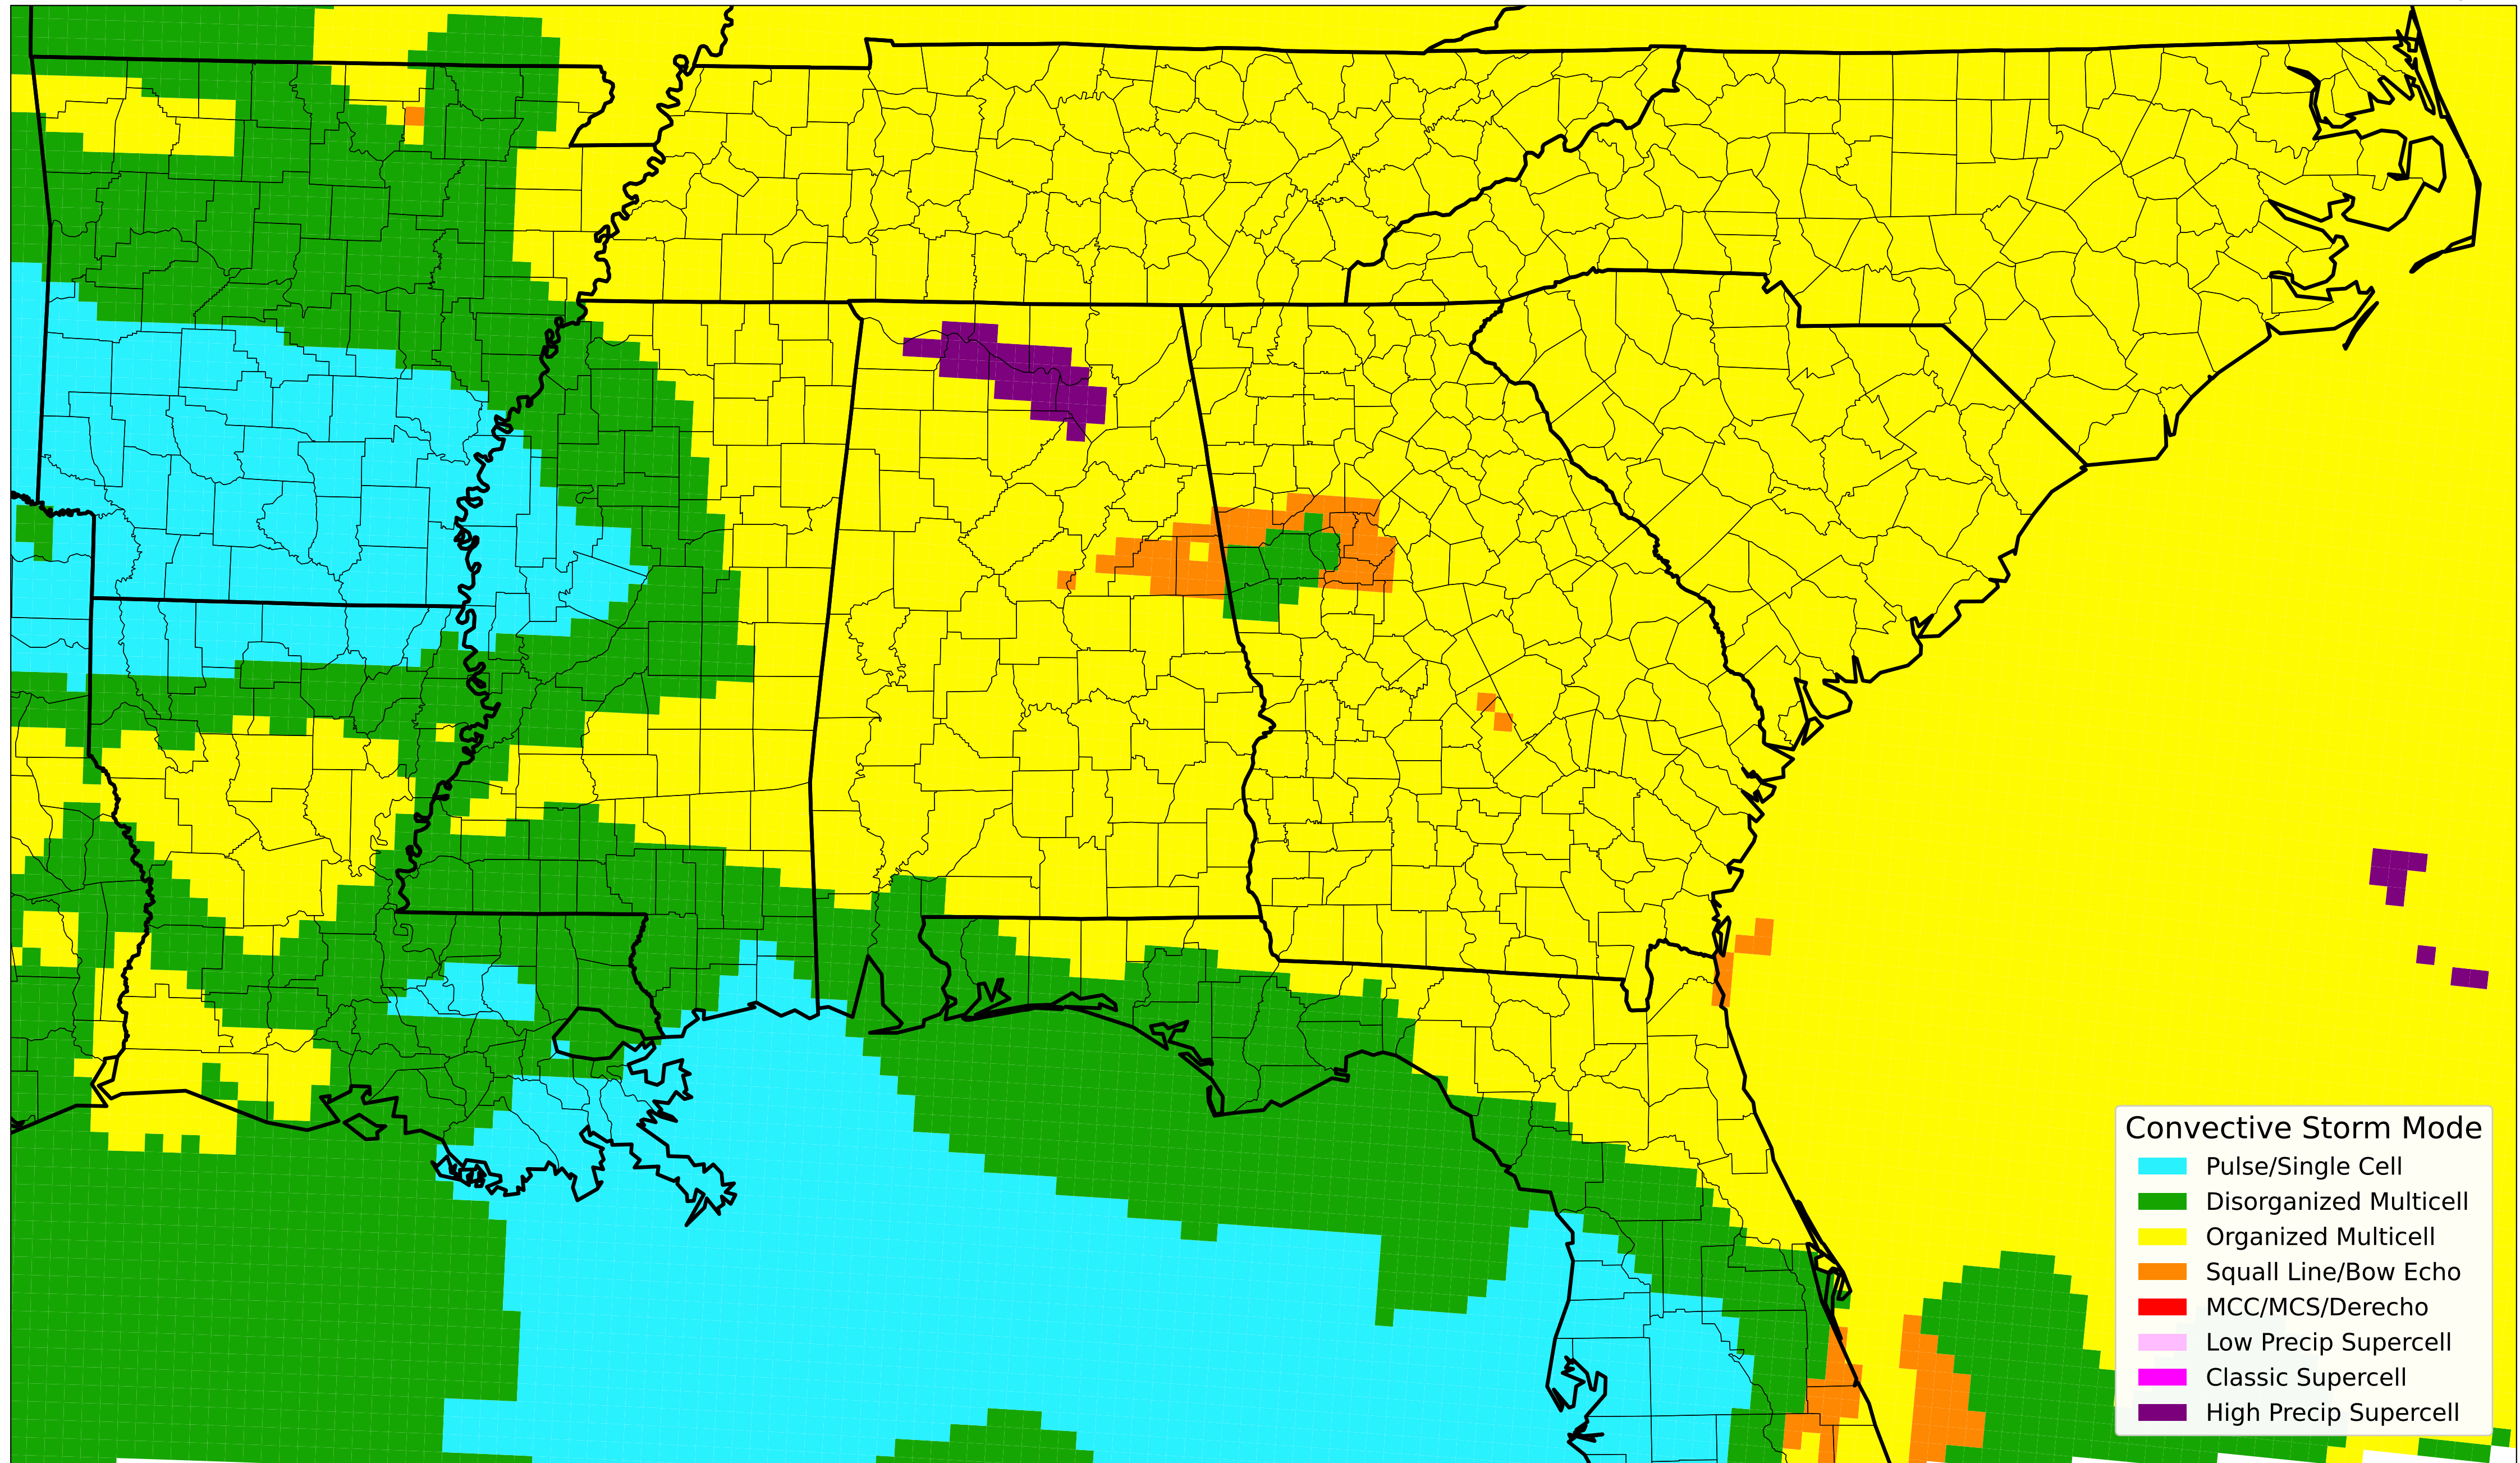 Convective Storm Mode
Pulse/Single Cell
Disorganized Multicell
Organized Multicell
Squall Line/Bow Echo
MCC/MCS/Derecho
Low Precip Supercell
Classic Supercell
High Precip Supercell